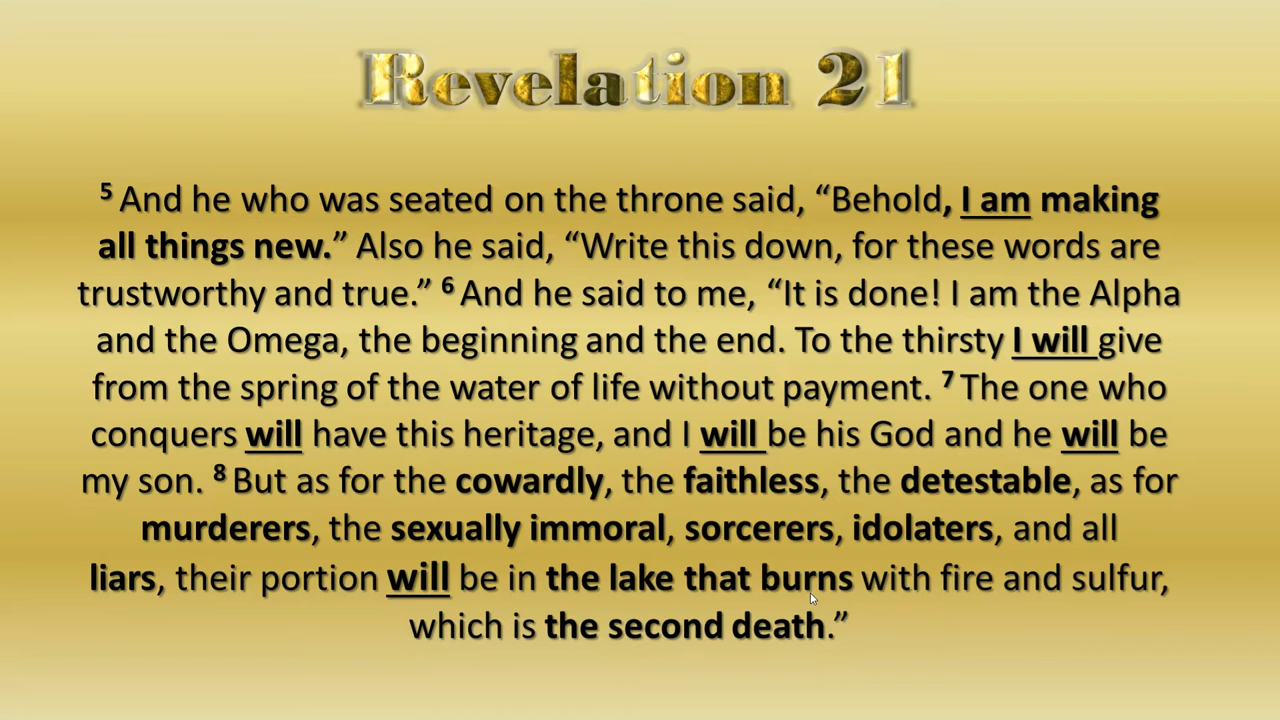 Revelation 21
⁵ And he who was seated on the throne said, “Behold, I am making
all things new.” Also he said, “Write this down, for these words are
trustworthy and true.” ⁶ And he said to me, “It is done! I am the Alpha
and the Omega, the beginning and the end. To the thirsty I will give
from the spring of the water of life without payment. ⁷ The one who
conquers will have this heritage, and I will be his God and he will be
my son. ⁸ But as for the cowardly, the faithless, the detestable, as for
murderers, the sexually immoral, sorcerers, idolaters, and all
liars, their portion will be in the lake that burns with fire and sulfur,
which is the second death.”